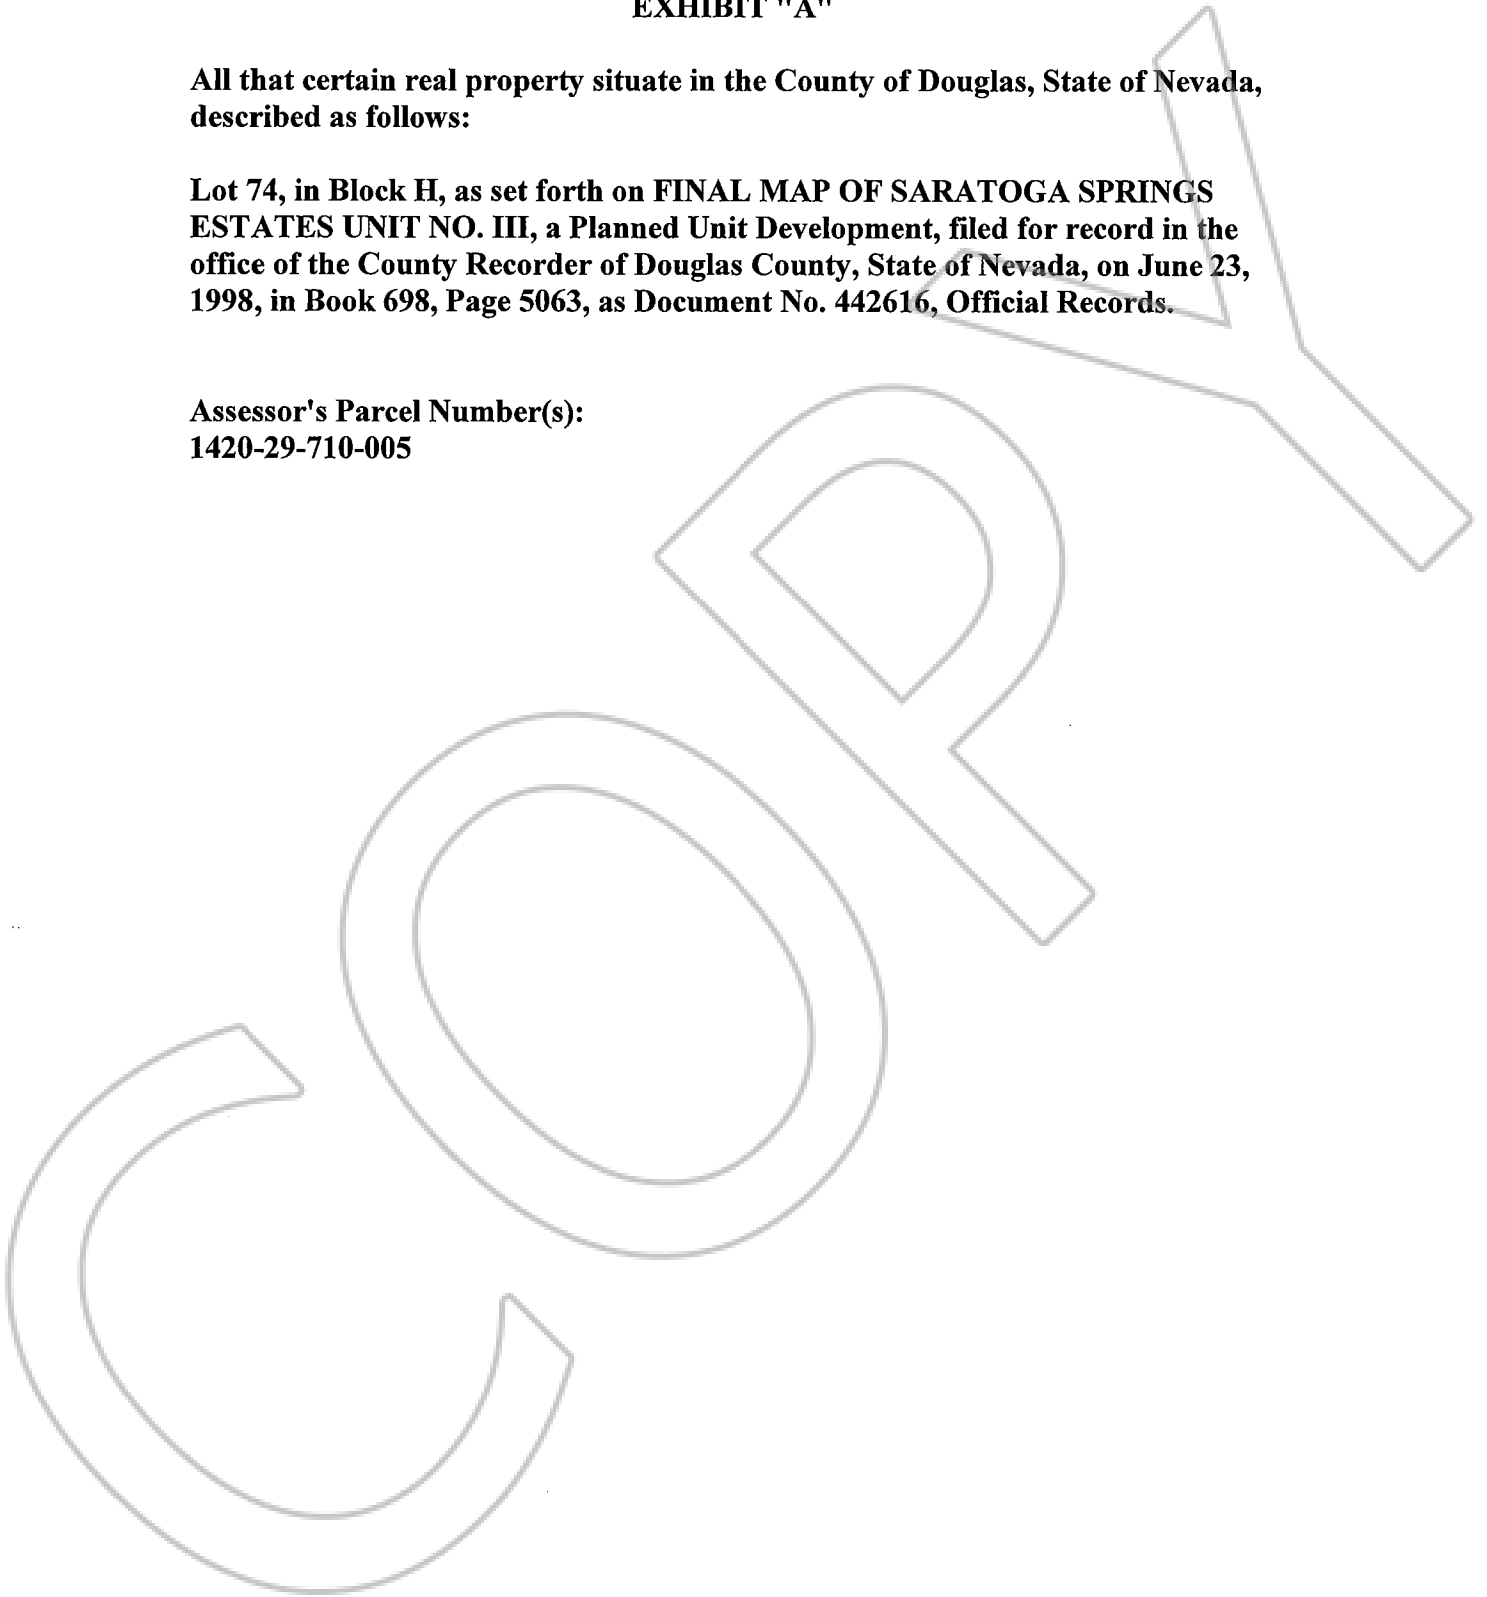 EXHIBIT "A"
All that certain real property situate in the County of Douglas, State of Nevada,
described as follows:
Lot 74, in Block H, as set forth on FINAL MAP OF SARATOGA SPRINGS
ESTATES UNIT NO. III, a Planned Unit Development, filed for record in the
office of the County Recorder of Douglas County, State of Nevada, on June 23,
1998, in Book 698, Page 5063, as Document No. 442616, Official Records.
Assessor's Parcel Number(s):
1420-29-710-005
COPY